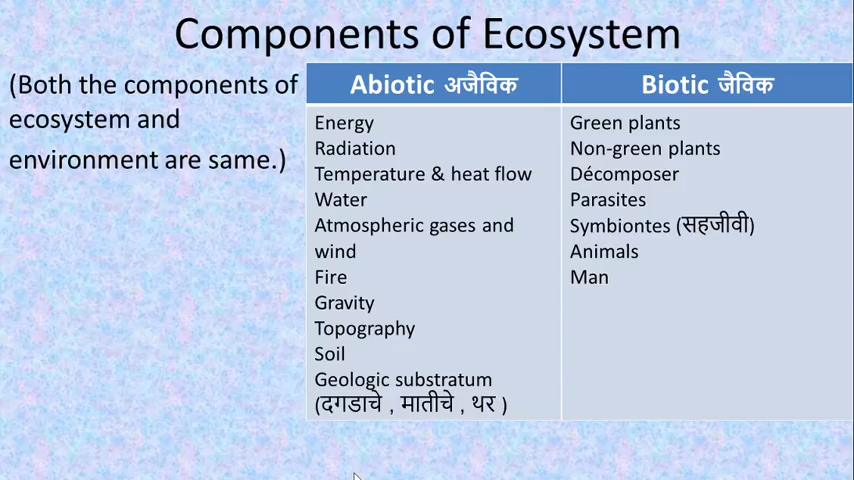 Components of Ecosystem
(Both the components of
ecosystem and
environment are same.)
Abiotic अजैविक
Energy
Radiation
Temperature & heat flow
Water
Atmospheric gases and
wind
Fire
Gravity
Topography
Soil
Geologic substratum
(दगडाचे , मातीचे , थर )
Biotic जैविक
Green plants
Non-green plants
Décomposer
Parasites
Symbiontes (सहजीवी)
Animals
Man